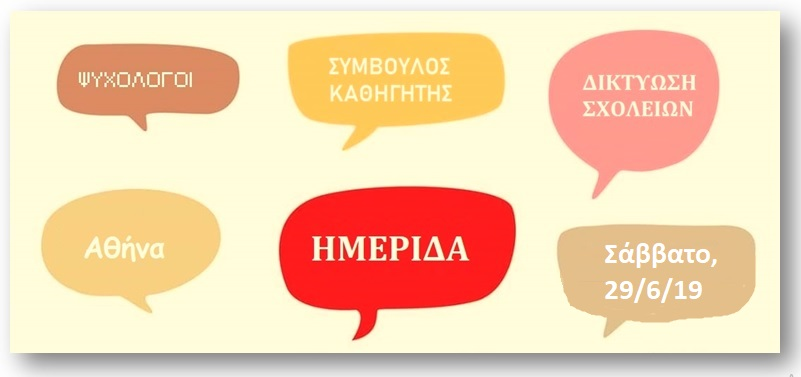 ΨΥΧΟΛΟΓΟΙ
ΣΥΜΒΟΥΛΟΣ
ΚΑΘΗΓΗΤΗΣ
ΔΙΚΤΥΩΣΗ
ΣΧΟΛΕΙΩΝ
Αθήνα
ΗΜΕΡΙΔΑ
Σάββατο,
29/6/19